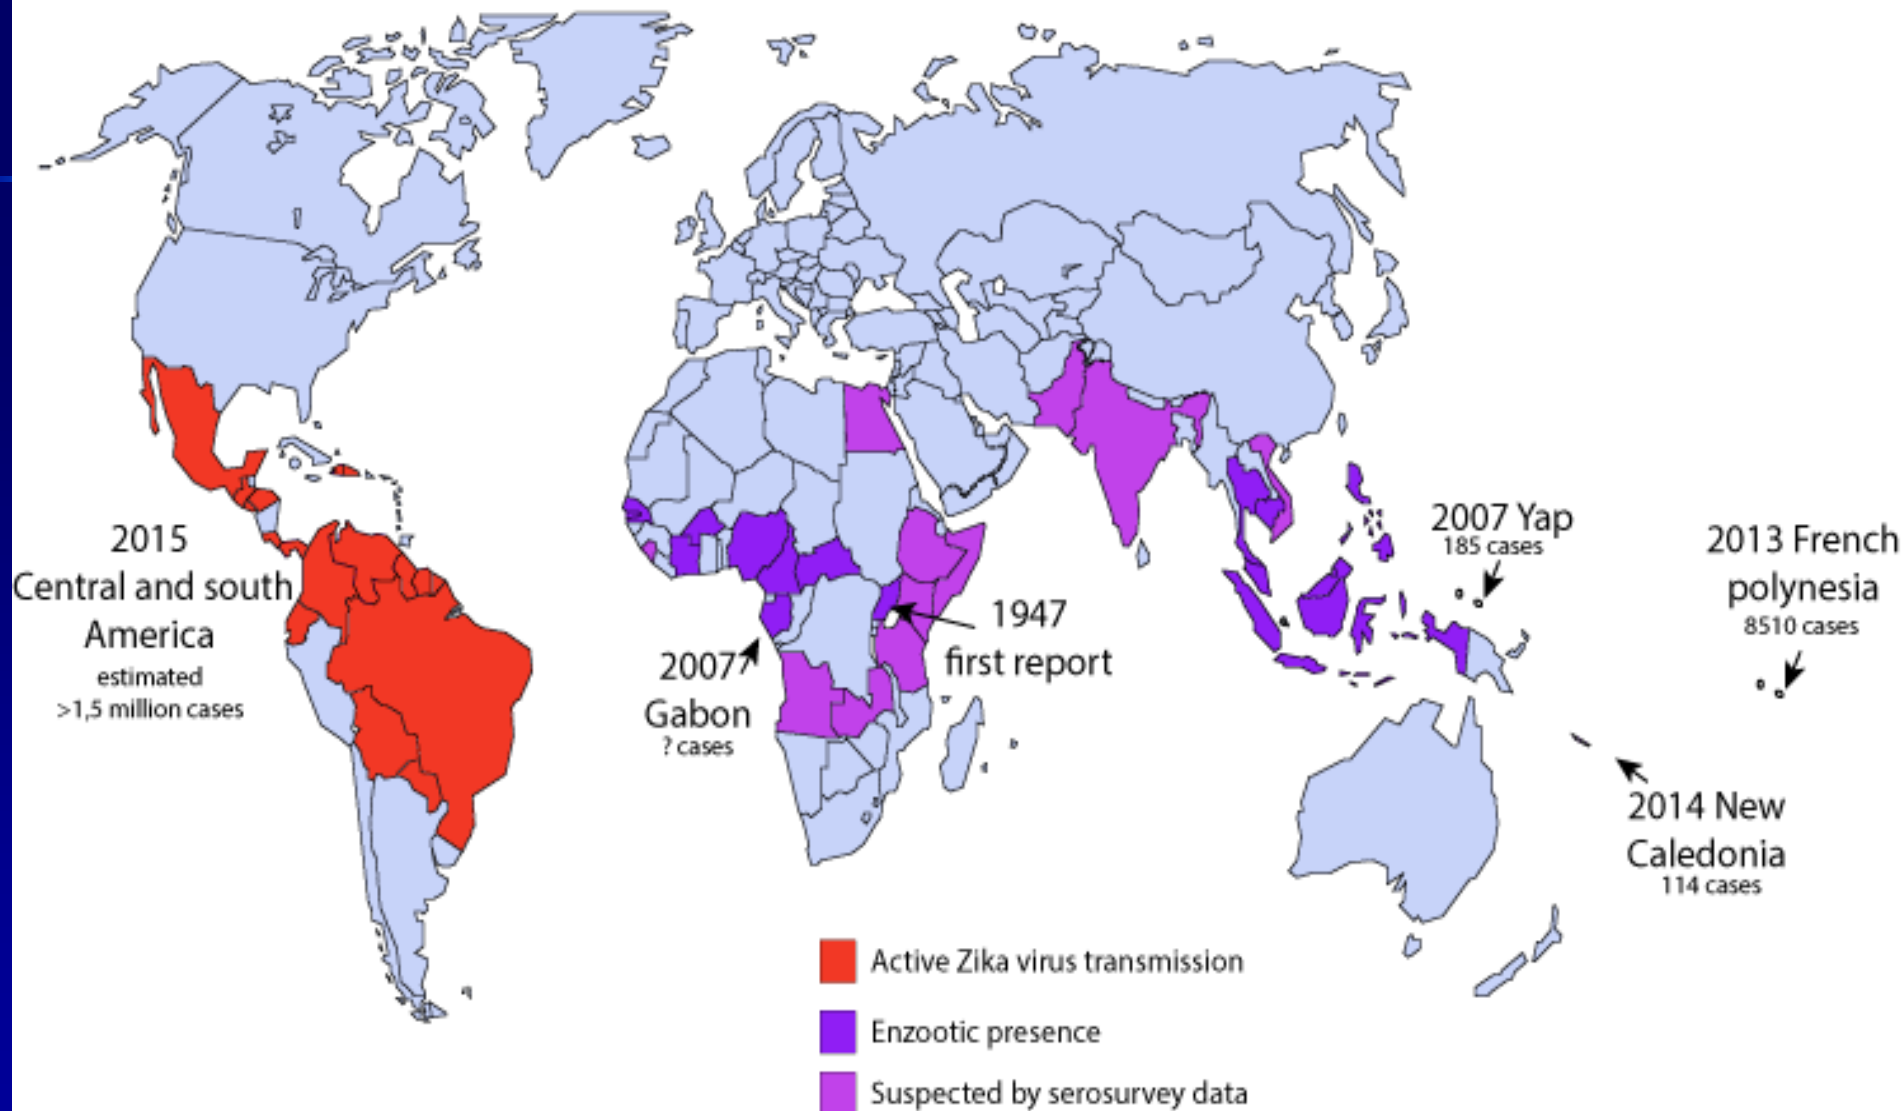 2015
Central and south
America
estimated
>1,5 million cases
2007
Gabon
? cases
1947
first report
2007 Yap
185 cases
2013 French
polynesia
8510 cases
2014 New
Caledonia
114 cases
Active Zika virus transmission
Enzootic presence
Suspected by serosurvey data